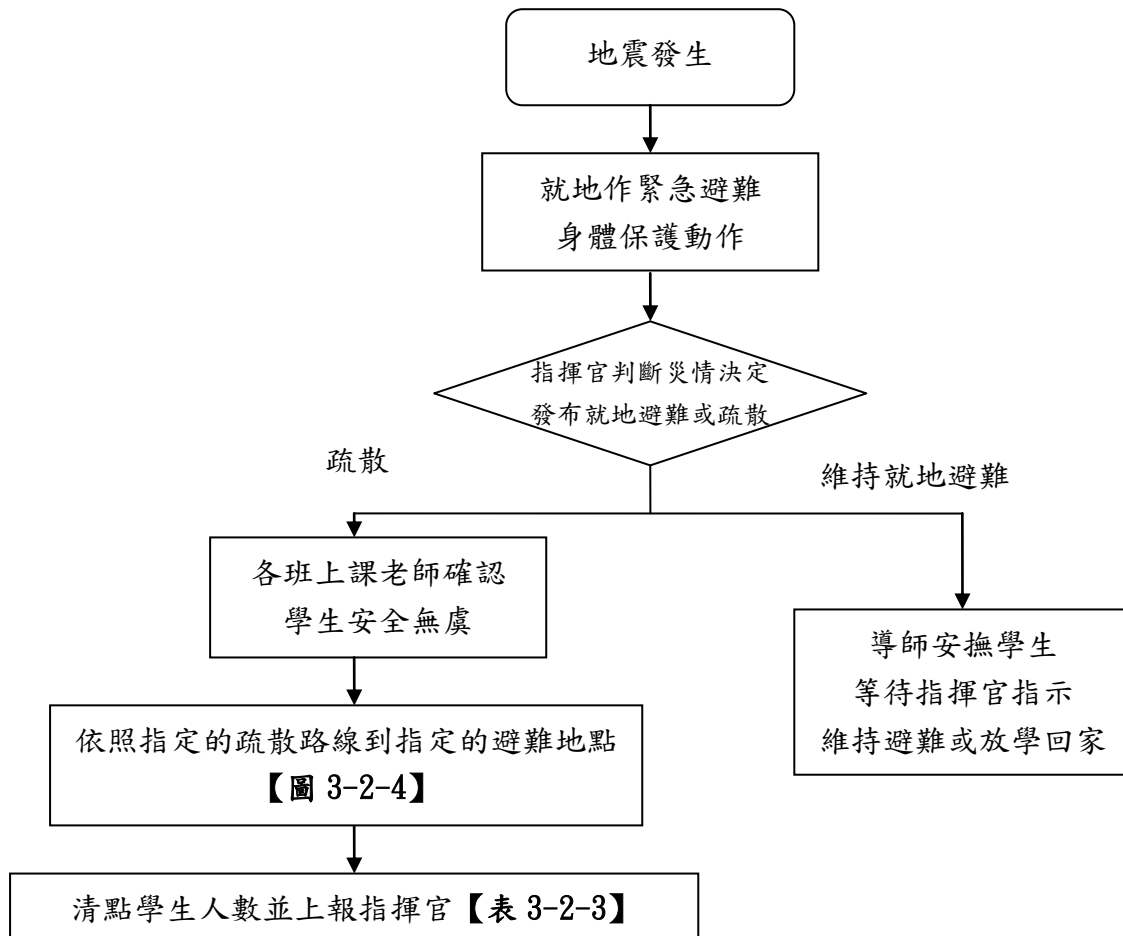 地震發生
就地作緊急避難
身體保護動作
指揮官判斷災情決定
發布就地避難或疏散
疏散
維持就地避難
各班上課老師確認
學生安全無虞
導師安撫學生
等待指揮官指示
維持避難或放學回家
依照指定的疏散路線到指定的避難地點
【圖 3-2-4】
清點學生人數並上報指揮官【表 3-2-3】